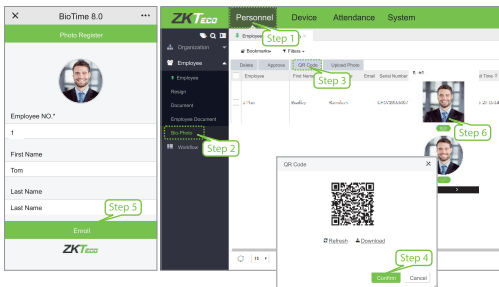 BioTime 8.0
Photo Register
Employee NO.*
1
First Name
Tom
Last Name
Last Name
Step 5
Enroll
ZKTECO
ZKTECO
Personnel
Device
Attendance
System
Step 1
Organization
Employee
Employee
Resign
Document
Employee Document
Bio-Photo
Workflow
Step 2
Employee
Bookmarks
Filters
Delete
Approve
QR Code
Upload Photo
Step 3
Employee
First Name
Email
Serial Number
Step 6
QR Code
Refresh
Download
Step 4
Confirm
Cancel